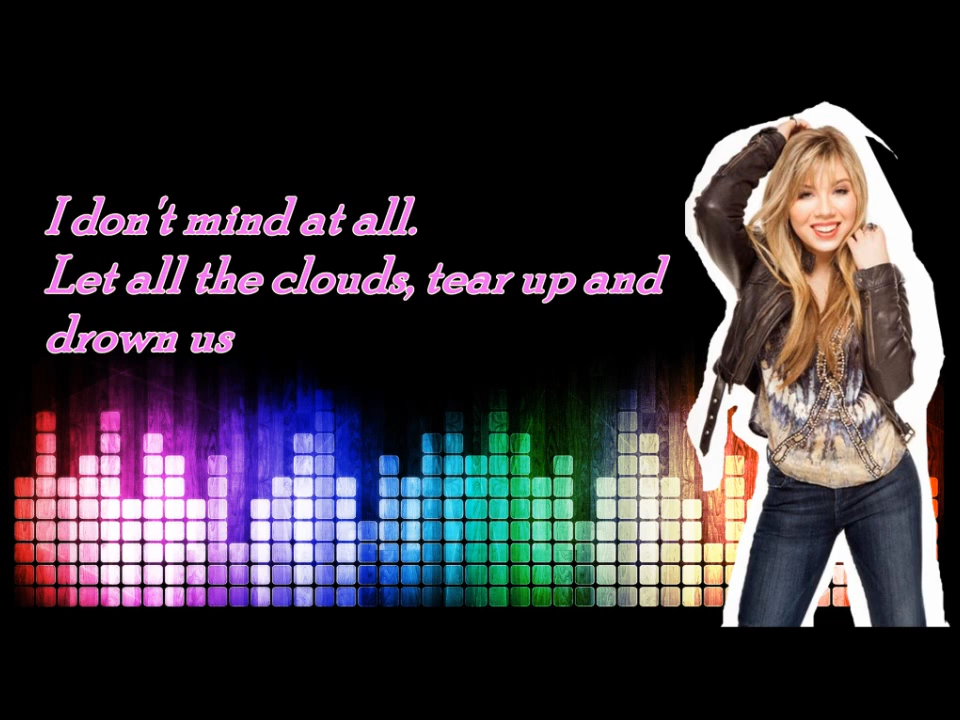 I don't mind at all.
Let all the clouds, tear up and
drown us